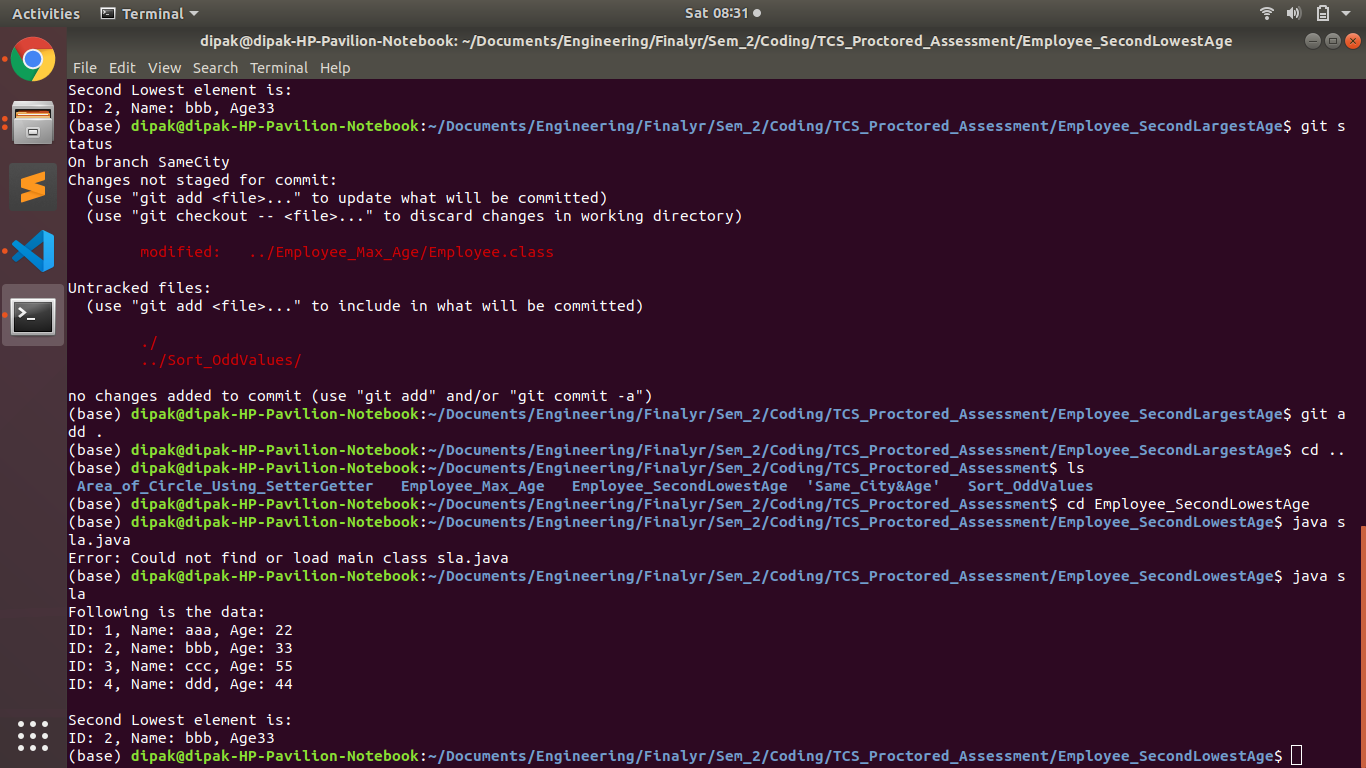 Activities Terminal Sat 08:31
dipak@dipak-HP-Pavilion-Notebook: ~/Documents/Engineering/Finalyr/Sem_2/Coding/TCS_Proctored_Assessment/Employee_SecondLowestAge
File Edit View Search Terminal Help
Second Lowest element is:
ID: 2, Name: bbb, Age33
(base) dipak@dipak-HP-Pavilion-Notebook:~/Documents/Engineering/Finalyr/Sem_2/Coding/TCS_Proctored_Assessment/Employee_SecondLargestAge$ git s
tatus
On branch SameCity
Changes not staged for commit:
  (use "git add <file>..." to update what will be committed)
  (use "git checkout -- <file>..." to discard changes in working directory)
        modified:   ../Employee_Max_Age/Employee.class
Untracked files:
  (use "git add <file>..." to include in what will be committed)
        ./
        ../Sort_OddValues/
no changes added to commit (use "git add" and/or "git commit -a")
(base) dipak@dipak-HP-Pavilion-Notebook:~/Documents/Engineering/Finalyr/Sem_2/Coding/TCS_Proctored_Assessment/Employee_SecondLargestAge$ git a
dd .
(base) dipak@dipak-HP-Pavilion-Notebook:~/Documents/Engineering/Finalyr/Sem_2/Coding/TCS_Proctored_Assessment/Employee_SecondLargestAge$ cd ..
(base) dipak@dipak-HP-Pavilion-Notebook:~/Documents/Engineering/Finalyr/Sem_2/Coding/TCS_Proctored_Assessment$ ls
 Area_of_Circle_Using_SetterGetter   Employee_Max_Age   Employee_SecondLowestAge  'Same_City&Age'   Sort_OddValues
(base) dipak@dipak-HP-Pavilion-Notebook:~/Documents/Engineering/Finalyr/Sem_2/Coding/TCS_Proctored_Assessment$ cd Employee_SecondLowestAge
(base) dipak@dipak-HP-Pavilion-Notebook:~/Documents/Engineering/Finalyr/Sem_2/Coding/TCS_Proctored_Assessment/Employee_SecondLowestAge$ java s
la.java
Error: Could not find or load main class sla.java
(base) dipak@dipak-HP-Pavilion-Notebook:~/Documents/Engineering/Finalyr/Sem_2/Coding/TCS_Proctored_Assessment/Employee_SecondLowestAge$ java s
la
Following is the data:
ID: 1, Name: aaa, Age: 22
ID: 2, Name: bbb, Age: 33
ID: 3, Name: ccc, Age: 55
ID: 4, Name: ddd, Age: 44
Second Lowest element is:
ID: 2, Name: bbb, Age33
(base) dipak@dipak-HP-Pavilion-Notebook:~/Documents/Engineering/Finalyr/Sem_2/Coding/TCS_Proctored_Assessment/Employee_SecondLowestAge$